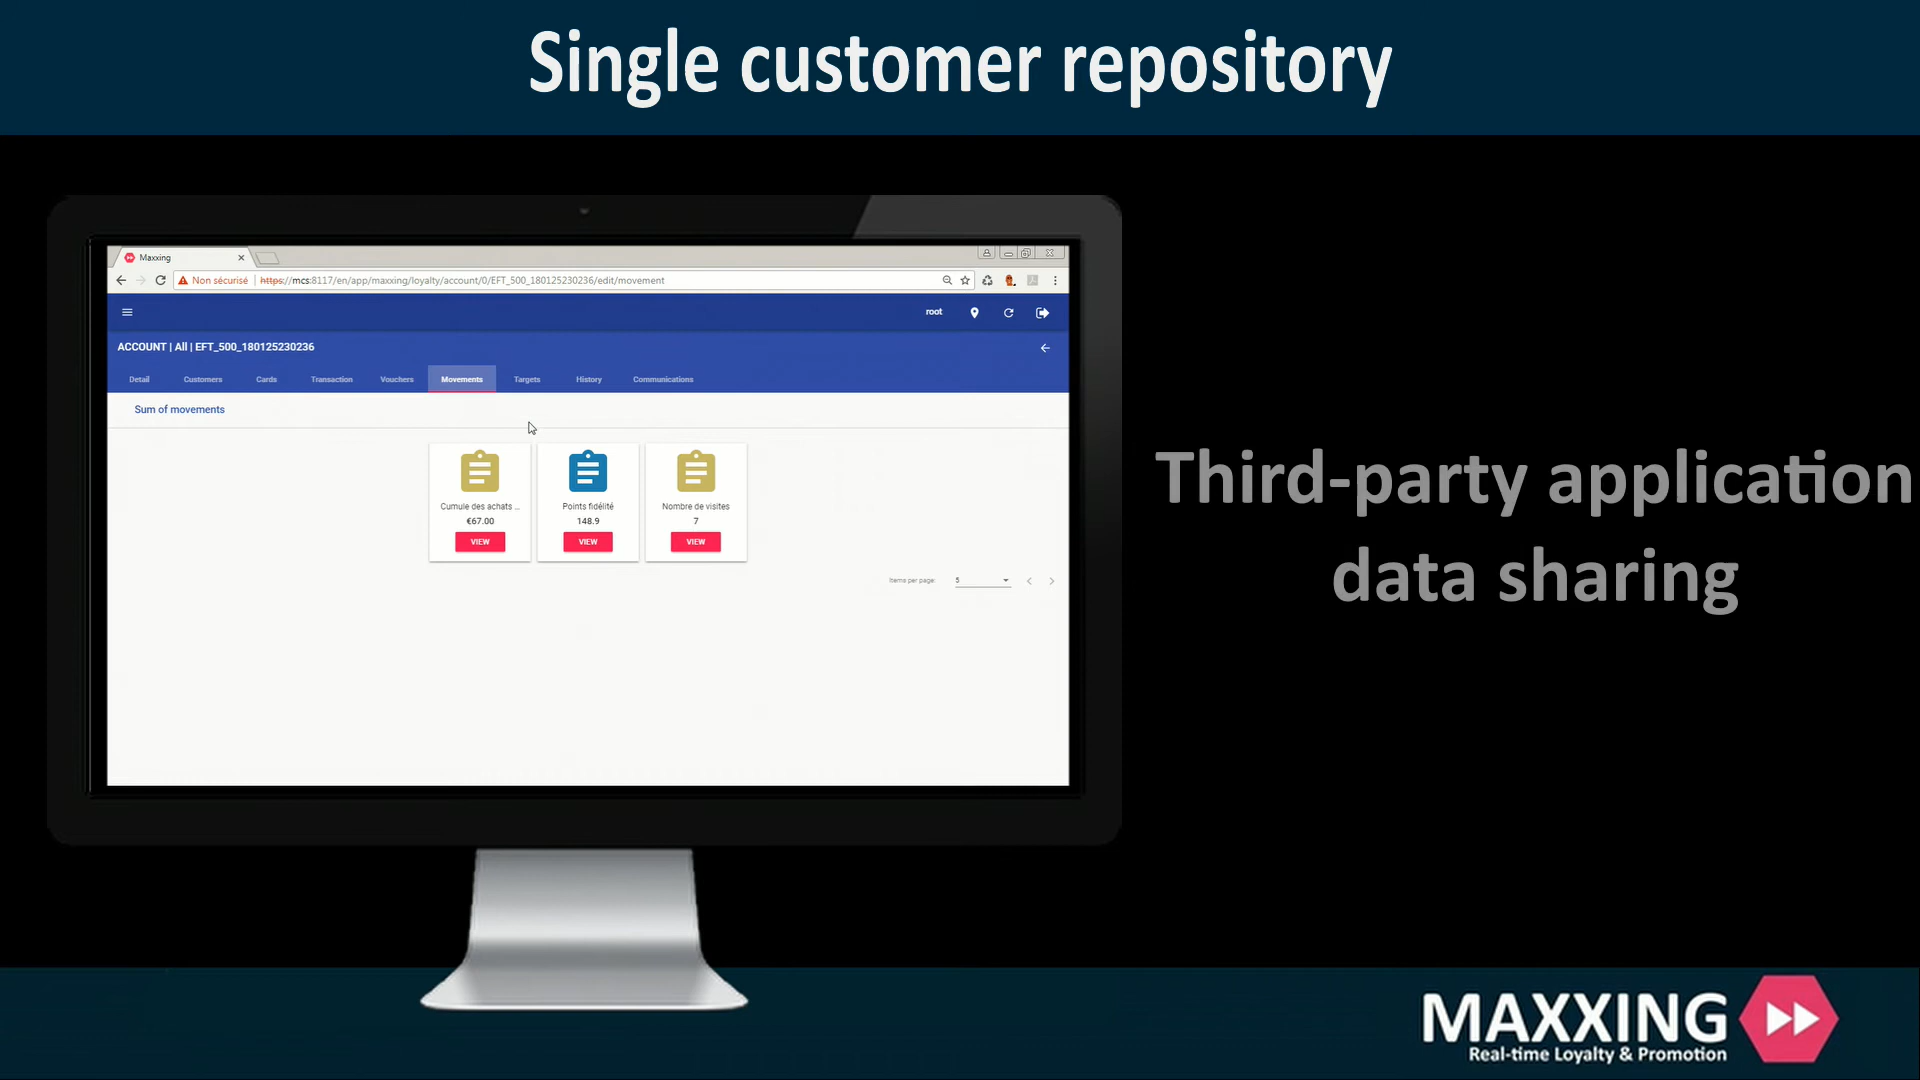 Single customer repository
Maxxing
Non sécurisé https://mcs:8117/en/app/maxxing/loyalty/account/0/EFT_500_180125230236/edit/movement
root
ACCOUNT | All | EFT_500_180125230236
Detail Customers Cards Transaction Vouchers Movements Targets History Communications
Sum of movements
Cumule des achats ... Points fidélité Nombre de visites
€67.00 148.9 7
VIEW VIEW VIEW
Items per page: 5
Third-party application
data sharing
MAXXING
Real-time Loyalty & Promotion